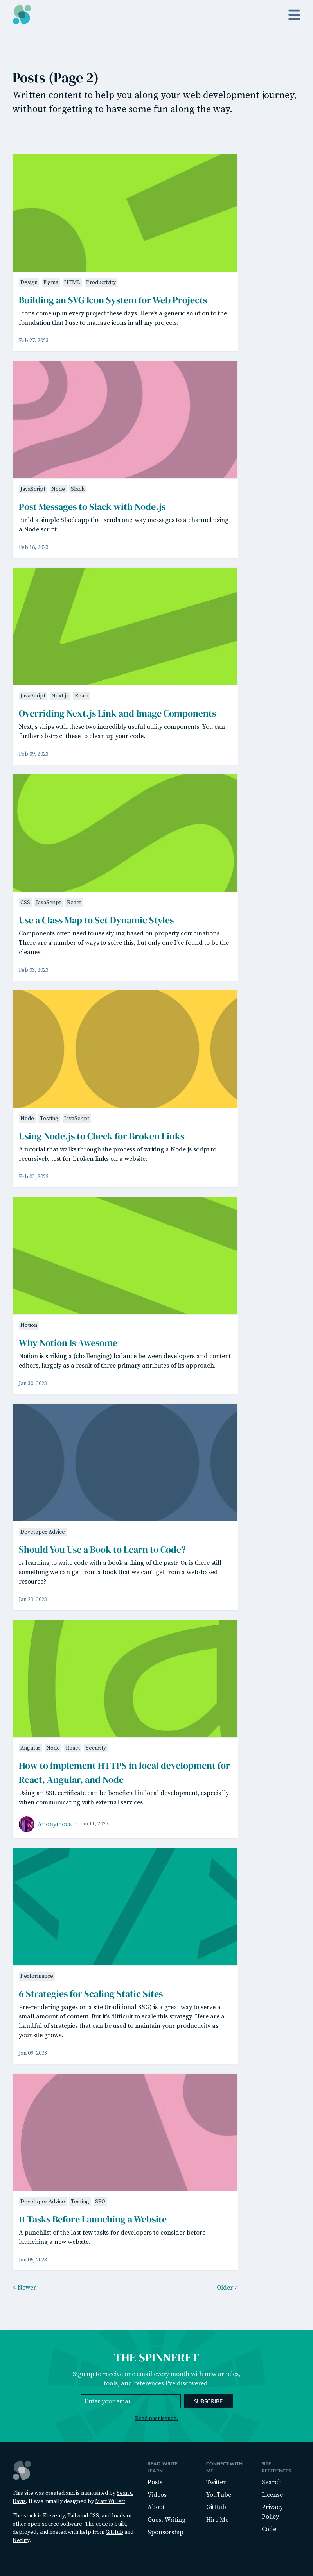 Posts (Page 2)
Written content to help you along your web development journey,
without forgetting to have some fun along the way.
Design Figma HTML Productivity
Building an SVG Icon System for Web Projects
Icons come up in every project these days. Here's a generic solution to the
foundation that I use to manage icons in all my projects.
Feb 27, 2023
JavaScript Node Slack
Post Messages to Slack with Node.js
Build a simple Slack app that sends one-way messages to a channel using
a Node script.
Feb 16, 2023
JavaScript Next.js React
Overriding Next.js Link and Image Components
Next.js ships with these two incredibly useful utility components. You can
further abstract these to clean up your code.
Feb 09, 2023
CSS JavaScript React
Use a Class Map to Set Dynamic Styles
Components often need to use styling based on property combinations.
There are a number of ways to solve this, but only one I've found to be the
cleanest.
Feb 08, 2023
Node Testing JavaScript
Using Node.js to Check for Broken Links
A tutorial that walks through the process of writing a Node.js script to
recursively test for broken links on a website.
Feb 03, 2023
Notion
Why Notion Is Awesome
Notion is striking a (challenging) balance between developers and content
editors, largely as a result of three primary attributes of its approach.
Jan 30, 2023
Developer Advice
Should You Use a Book to Learn to Code?
Is learning to write code with a book a thing of the past? Or is there still
something we can get from a book that we can't get from a web-based
resource?
Jan 23, 2023
Angular Node React Security
How to implement HTTPS in local development for
React, Angular, and Node
Using an SSL certificate can be beneficial in local development, especially
when communicating with external services.
Anonymous Jan 11, 2023
Performance
6 Strategies for Scaling Static Sites
Pre-rendering pages on a site (traditional SSG) is a great way to serve a
small amount of content. But it's difficult to scale this strategy. Here are a
handful of strategies that can be used to maintain your productivity as
your site grows.
Jan 09, 2023
Developer Advice Testing SEO
11 Tasks Before Launching a Website
A punchlist of the last few tasks for developers to consider before
launching a new website.
Jan 05, 2023
< Newer Older >
THE SPINNERET
Sign up to receive one email every month with new articles,
tools, and references I've discovered.
Enter your email SUBSCRIBE
Read past issues.
This site was created and is maintained by Sean C
Davis. It was initially designed by Matt Willett.
The stack is Eleventy, Tailwind CSS, and loads of
other open source software. The code is built,
deployed, and hosted with help from GitHub and
Netlify.
READ, WRITE,
LEARN
Posts
Videos
About
Guest Writing
Sponsorship
CONNECT WITH
ME
Twitter
YouTube
GitHub
Hire Me
SITE
REFERENCES
Search
License
Privacy
Policy
Code